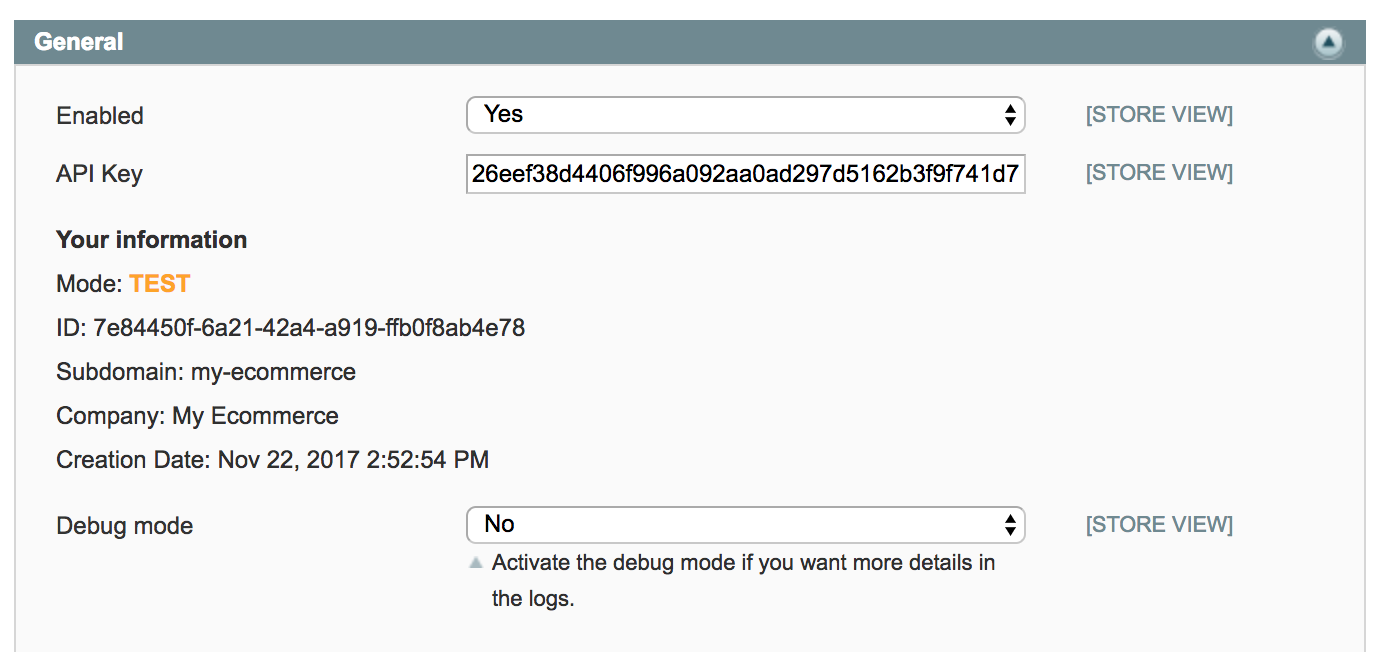 General
Enabled Yes [STORE VIEW]
API Key 26eef38d4406f996a092aa0ad297d5162b3f9f741d7 [STORE VIEW]
Your information
Mode: TEST
ID: 7e84450f-6a21-42a4-a919-ffb0f8ab4e78
Subdomain: my-ecommerce
Company: My Ecommerce
Creation Date: Nov 22, 2017 2:52:54 PM
Debug mode No [STORE VIEW]
Activate the debug mode if you want more details in
the logs.